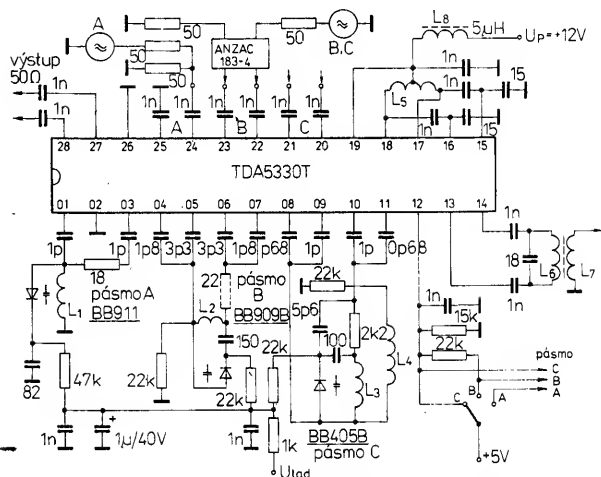 A
50
50
50
ANZAC
183-4
50
B.C
L8
5µH
Up=+12V
výstup
50Ω
1n
1n
1n
1n
1n
1n
1n
1n
1n
A
B
C
1n
L5
1n
15
1n
15
28 27 26 25 24 23 22 21 20 19 18 17 16 15
TDA5330T
01 02 03 04 05 06 07 08 09 10 11 12 13 14
1p
1p
1p8
3p3
3p3
1p8
p68
1p
1p
0p68
1n
18
L6
L7
1n
18
L1
pásmo A
BB911
22
pásmo
B
BB909B
L2
150
22k
5p6
2k2
100
L4
L3
1n
15k
22k
pásmo
C
B
A
82
47k
22k
22k
22k
B
C
A
1n
1µ/40V
1n
1k
BB405B
pásmo C
+5V
Ulad